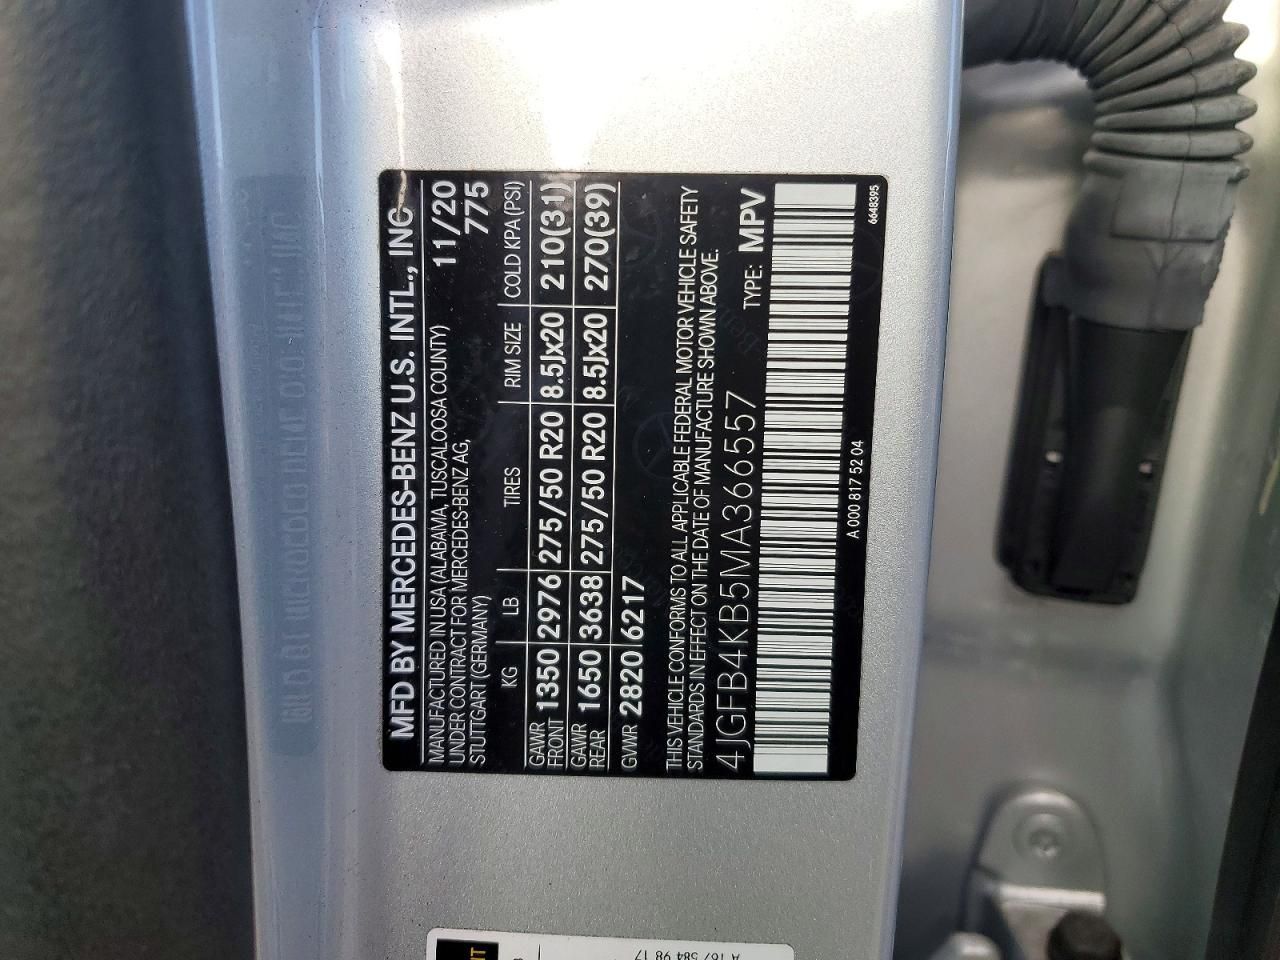 MFD BY MERCEDES-BENZ U.S. INTL., INC
MANUFACTURED IN USA (ALABAMA, TUSCALOOSA COUNTY) 11/20
UNDER CONTRACT FOR MERCEDES-BENZ AG, 775
STUTTGART (GERMANY)
KG LB TIRES RIM SIZE COLD KPA (PSI)
GAWR FRONT 1350 2976 275/50 R20 8.5Jx20 210(31)
GAWR REAR 1650 3638 275/50 R20 8.5Jx20 270(39)
GVWR 2820 6217
THIS VEHICLE CONFORMS TO ALL APPLICABLE FEDERAL MOTOR VEHICLE SAFETY
STANDARDS IN EFFECT ON THE DATE OF MANUFACTURE SHOWN ABOVE.
4JGFB4KB5MA366557 TYPE: MPV
A 000 817 52 04 6648395
A 167 584 98 17